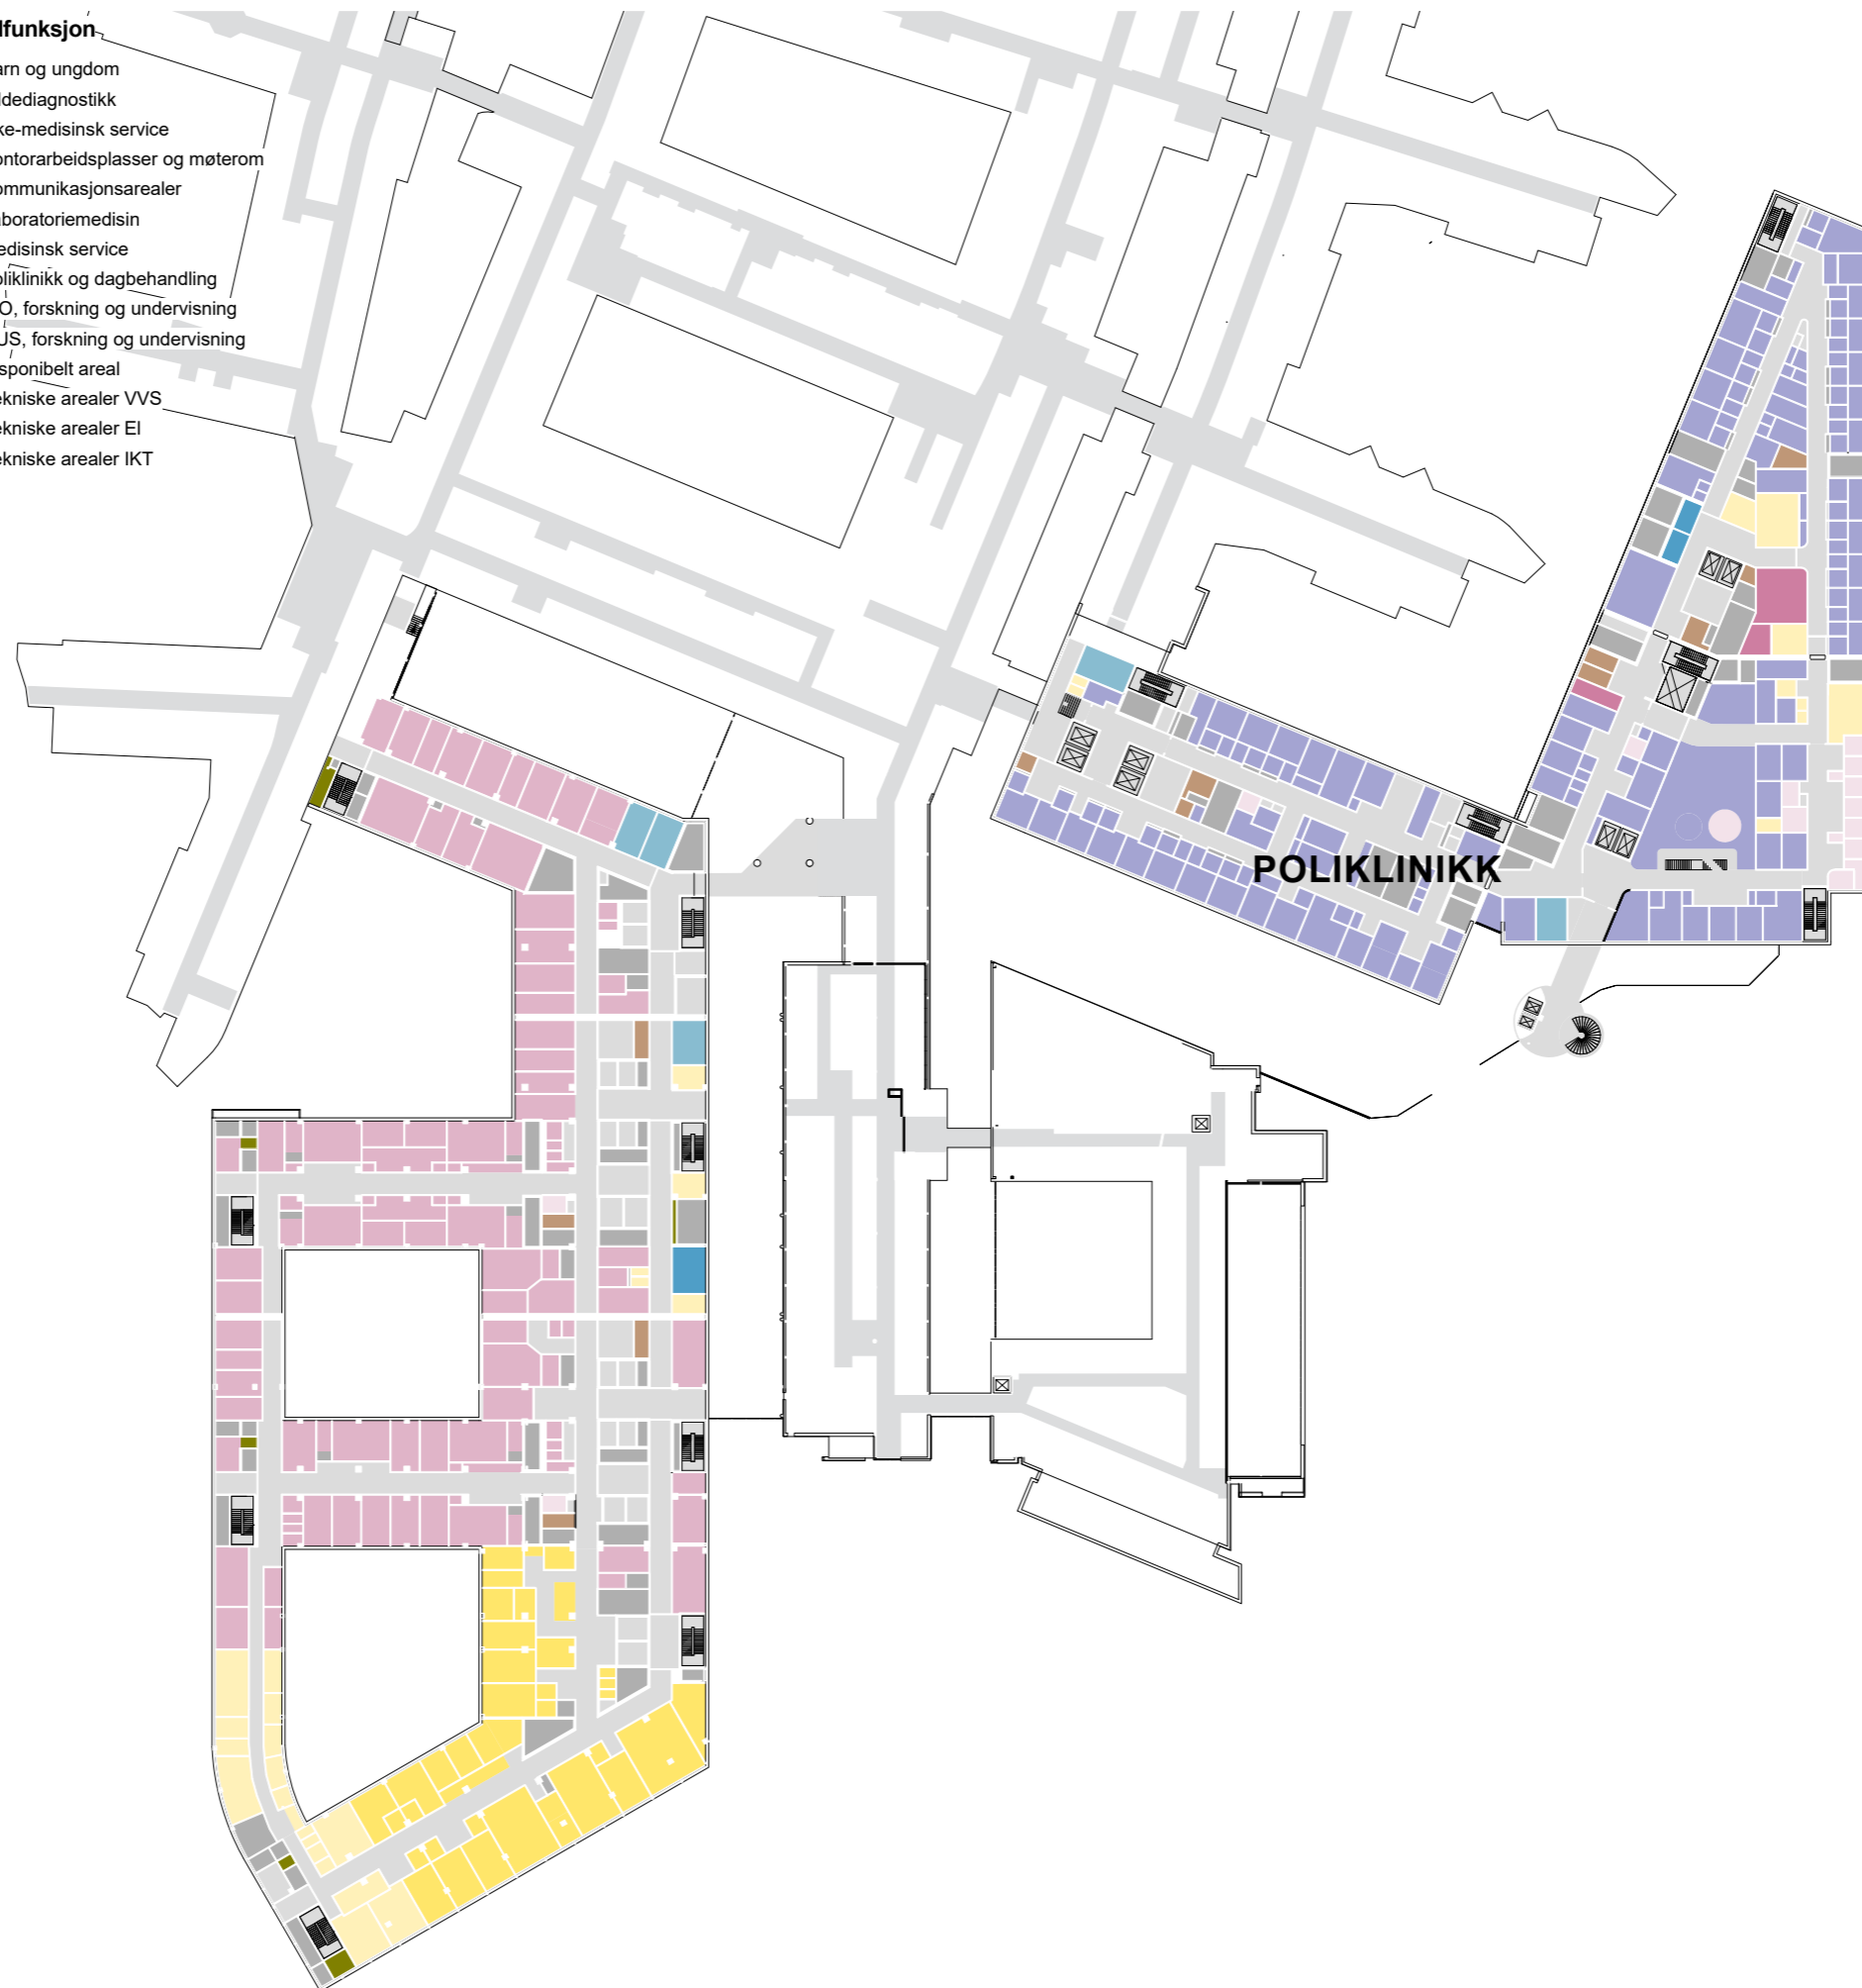 lfunksjon
arn og ungdom
ldediagnostikk
ke-medisinsk service
ontorarbeidsplasser og møterom
ommunikasjonsarealer
aboratoriemedisin
edisinsk service
oliklinikk og dagbehandling
O, forskning og undervisning
US, forskning og undervisning
sponibelt areal
ekniske arealer VVS
ekniske arealer El
ekniske arealer IKT
POLIKLINIKK